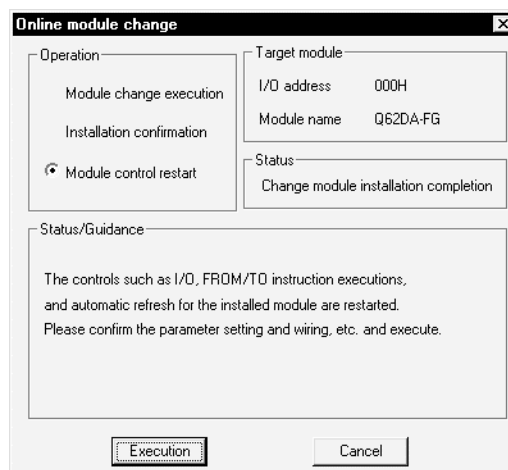 Online module change
Operation
Module change execution
Installation confirmation
Module control restart
Target module
I/O address 000H
Module name Q62DA-FG
Status
Change module installation completion
Status/Guidance
The controls such as I/O, FROM/TO instruction executions,
and automatic refresh for the installed module are restarted.
Please confirm the parameter setting and wiring, etc. and execute.
Execution
Cancel